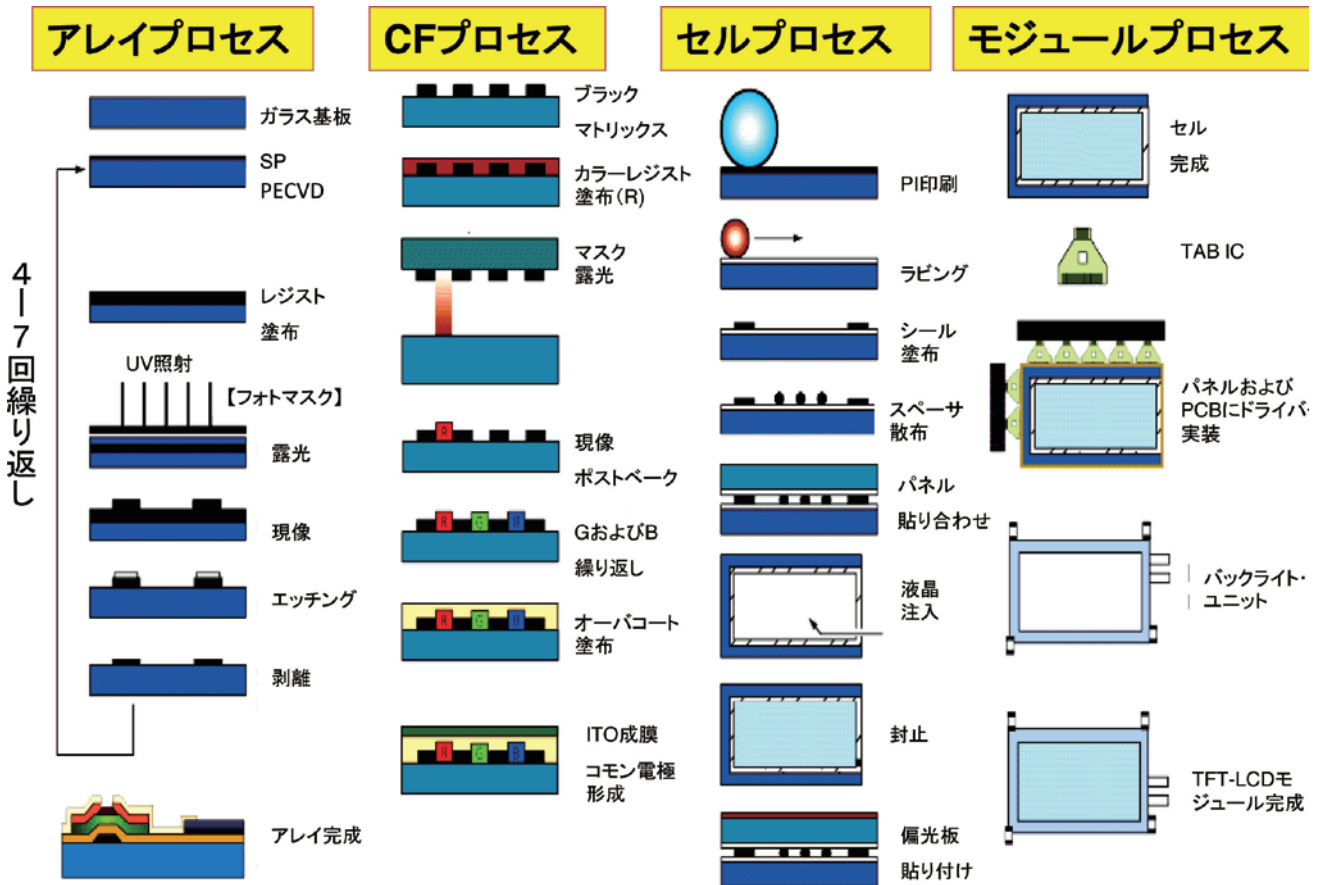 アレイプロセス
ガラス基板
SP
PECVD
レジスト
塗布
UV照射
【フォトマスク】
露光
現像
エッチング
剥離
4ー7回繰り返し
アレイ完成
CFプロセス
ブラック
マトリックス
カラーレジスト
塗布(R)
マスク
露光
R
現像
ポストベーク
R G B
GおよびB
繰り返し
R G B
オーバコート
塗布
R G B
ITO成膜
コモン電極
形成
セルプロセス
PI印刷
ラビング
シール
塗布
スペーサ
散布
パネル
貼り合わせ
液晶
注入
封止
偏光板
貼り付け
モジュールプロセス
セル
完成
TAB IC
パネルおよび
PCBにドライバ・
実装
バックライト・
ユニット
TFT-LCDモ
ジュール完成